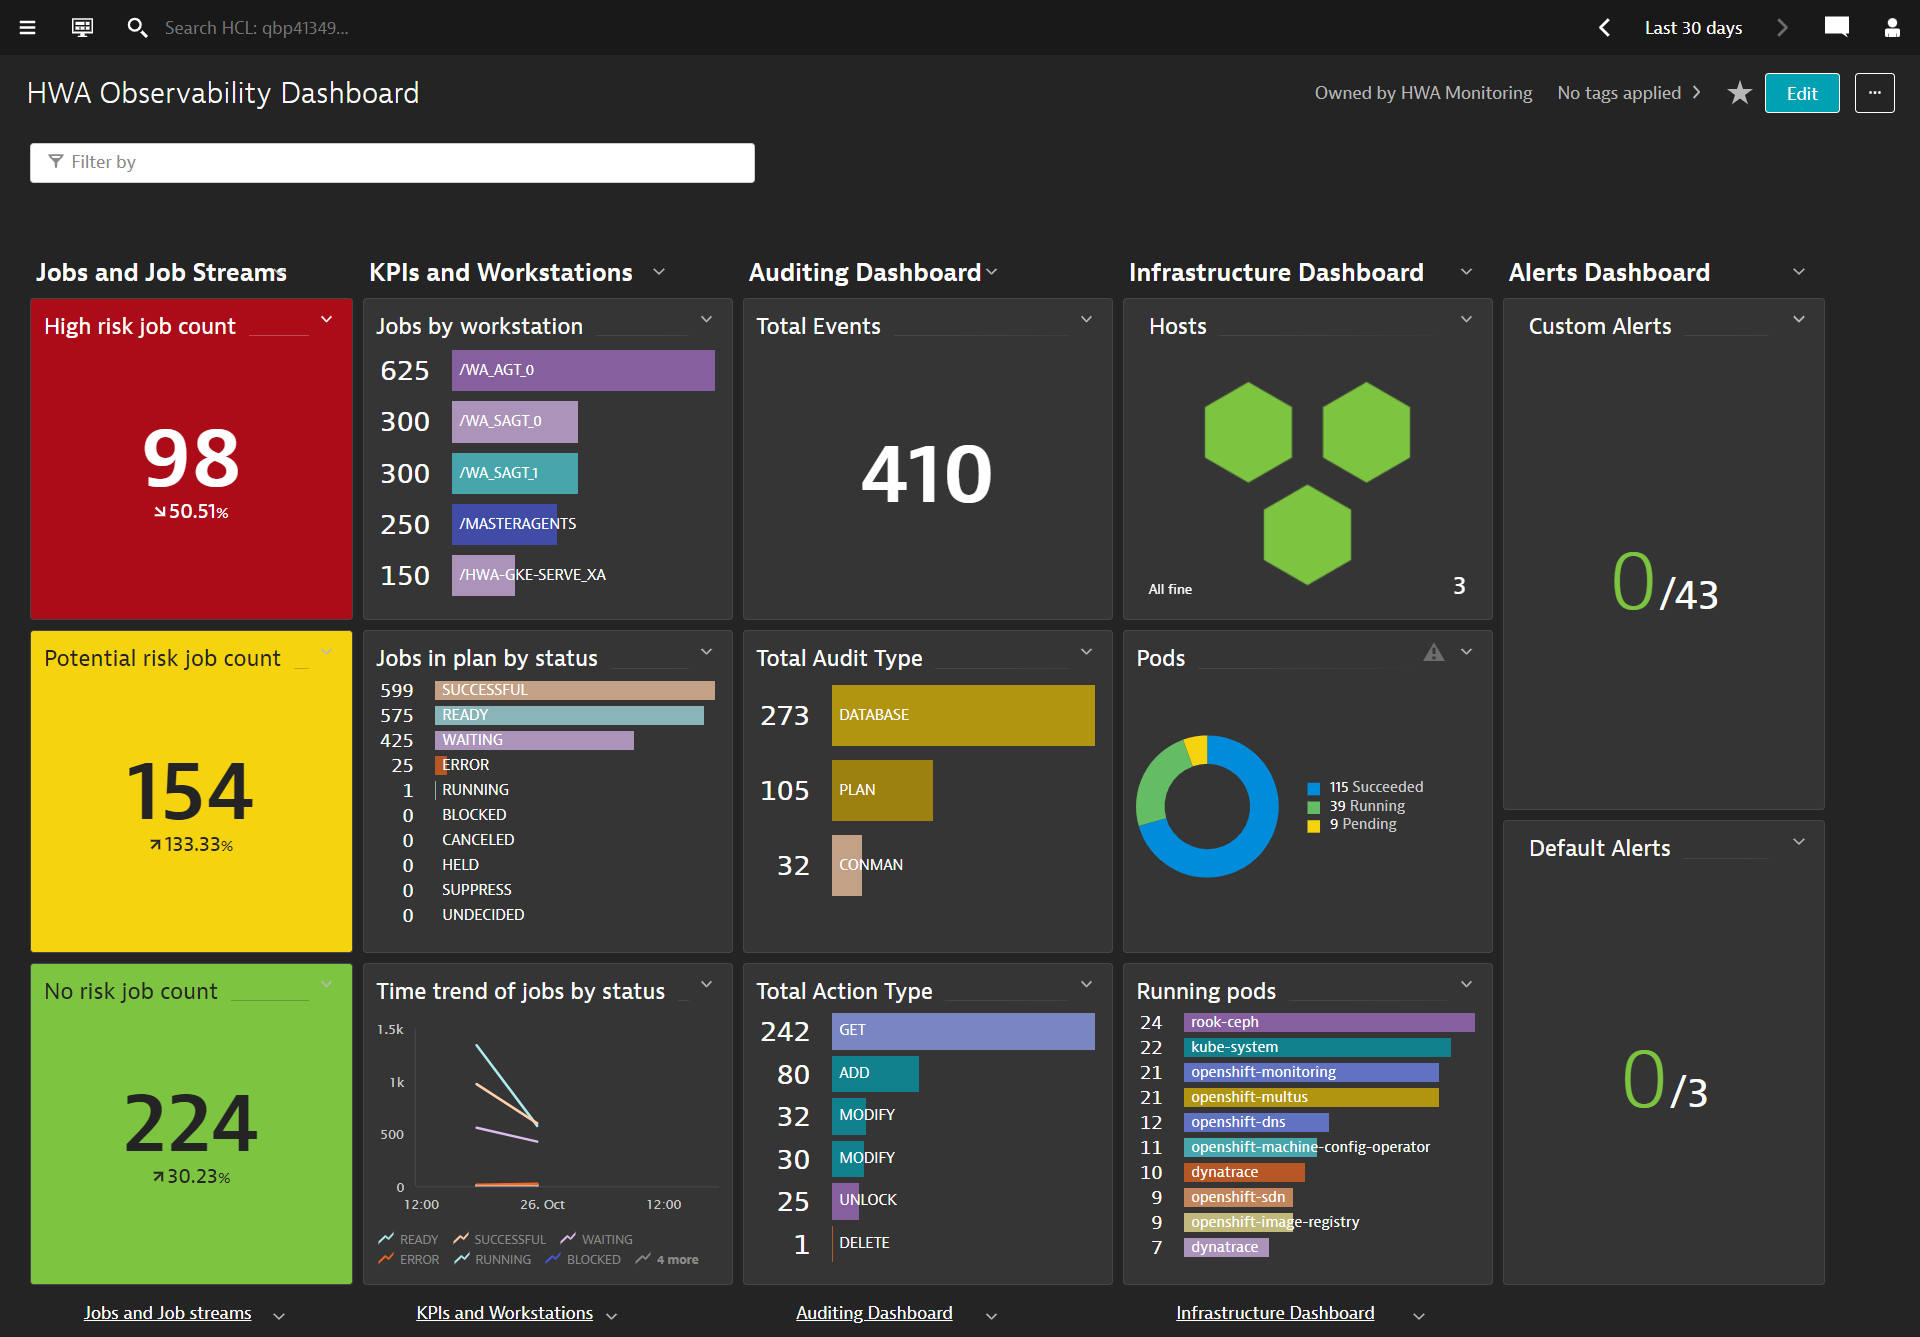 Search HCL: qbp41349...
Last 30 days
HWA Observability Dashboard
Owned by HWA Monitoring
No tags applied
Edit
...
Filter by
Jobs and Job Streams
High risk job count
98
50.51%
Potential risk job count
154
133.33%
No risk job count
224
30.23%
Jobs and Job streams
KPIs and Workstations
Jobs by workstation
625 /WA_AGT_0
300 /WA_SAGT_0
300 /WA_SAGT_1
250 /MASTERAGENTS
150 /HWA-GKE-SERVE_XA
Jobs in plan by status
599 SUCCESSFUL
575 READY
425 WAITING
25 ERROR
1 RUNNING
0 BLOCKED
0 CANCELED
0 HELD
0 SUPPRESS
0 UNDECIDED
Time trend of jobs by status
1.5k
1k
500
0
12:00 26. Oct 12:00
READY SUCCESSFUL WAITING
ERROR RUNNING BLOCKED 4 more
KPIs and Workstations
Auditing Dashboard
Total Events
410
Total Audit Type
273 DATABASE
105 PLAN
32 CONMAN
Total Action Type
242 GET
80 ADD
32 MODIFY
30 MODIFY
25 UNLOCK
1 DELETE
Auditing Dashboard
Infrastructure Dashboard
Hosts
All fine 3
Pods
115 Succeeded
39 Running
9 Pending
Running pods
24 rook-ceph
22 kube-system
21 openshift-monitoring
21 openshift-multus
12 openshift-dns
11 openshift-machine-config-operator
10 dynatrace
9 openshift-sdn
9 openshift-image-registry
7 dynatrace
Infrastructure Dashboard
Alerts Dashboard
Custom Alerts
0/43
Default Alerts
0/3